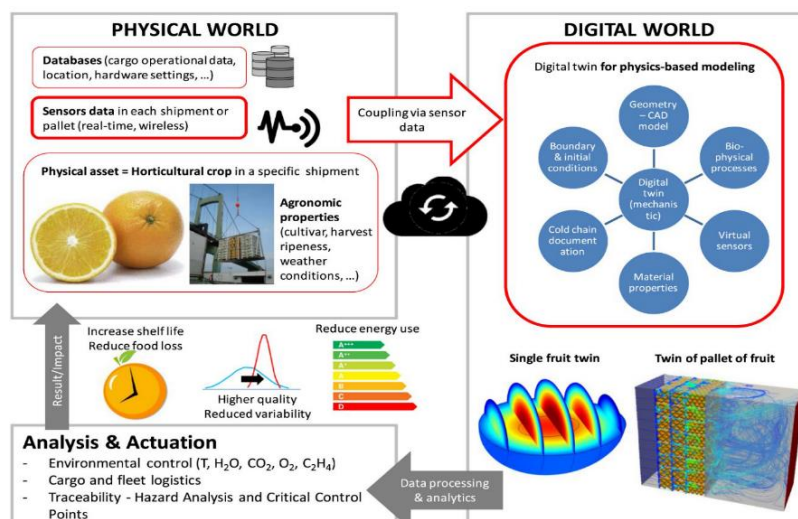 PHYSICAL WORLD
Databases (cargo operational data,
location, hardware settings, ...)
Sensors data in each shipment or
pallet (real-time, wireless)
Physical asset = Horticultural crop in a specific shipment
Agronomic
properties
(cultivar, harvest
ripeness,
weather
conditions, ...)
Coupling via sensor
data
DIGITAL WORLD
Digital twin for physics-based modeling
Geometry
– CAD
model
Bio-
physical
processes
Virtual
sensors
Material
properties
Cold chain
document
ation
Boundary
& initial
conditions
Digital
twin
(mechanis
tic)
Single fruit twin
Twin of pallet of fruit
Data processing
& analytics
Analysis & Actuation
- Environmental control (T, H₂O, CO₂, O₂, C₂H₄)
- Cargo and fleet logistics
- Traceability - Hazard Analysis and Critical Control
Points
Result/Impact
Increase shelf life
Reduce food loss
Higher quality
Reduced variability
Reduce energy use
A+++
A++
A+
A
B
C
D